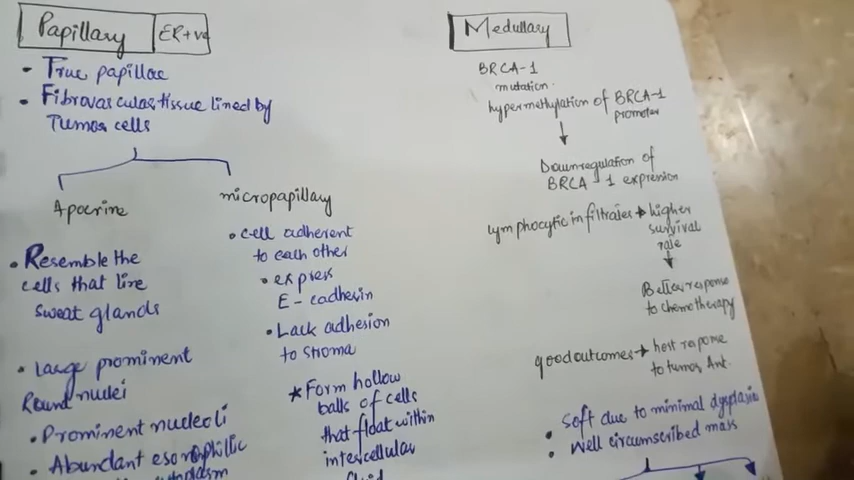 Papillary ER+ve
- True papillae
• Fibrovascular tissue lined by
Tumor cells
Apocrine
• Resemble the
cells that line
sweat glands
• Large prominent
Round nuclei
• Prominent nucleoli
• Abundant esonophillic
micropapillary
• cell adherent
to each other
• express
E-cadherin
• Lack adhesion
to stroma
* Form hollow
balls of cells
that float within
intercellular
Medullary
BRCA-1
mutation.
hypermethylation of BRCA-1
promoter
↓
Downregulation of
BRCA-1 expression
lymphocytic infiltrates → higher
survival
rate
↓
Better response
to chemotherapy
good outcomes → host response
to tumor Ant.
• Soft due to minimal dysplasia
• Well circumscribed mass